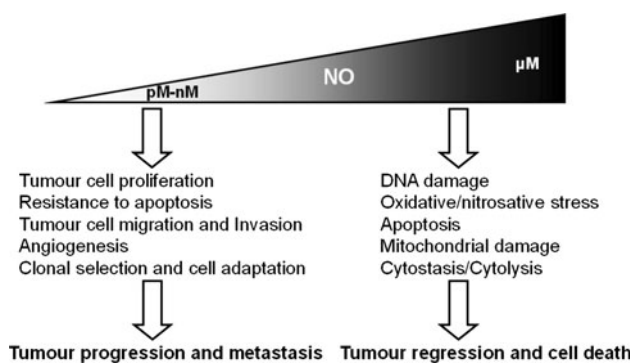 NO
µM
pM-nM
Tumour cell proliferation
Resistance to apoptosis
Tumour cell migration and Invasion
Angiogenesis
Clonal selection and cell adaptation
DNA damage
Oxidative/nitrosative stress
Apoptosis
Mitochondrial damage
Cytostasis/Cytolysis
Tumour progression and metastasis
Tumour regression and cell death